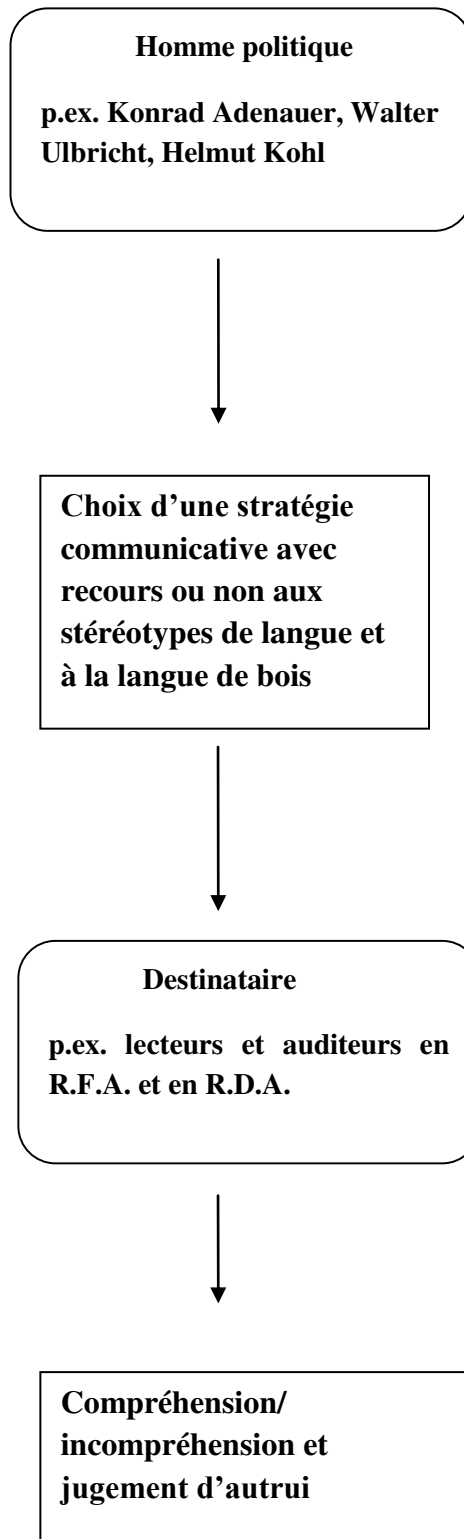 Homme politique
p.ex. Konrad Adenauer, Walter
Ulbricht, Helmut Kohl
Choix d’une stratégie
communicative avec
recours ou non aux
stéréotypes de langue et
à la langue de bois
Destinataire
p.ex. lecteurs et auditeurs en
R.F.A. et en R.D.A.
Compréhension/
incompréhension et
jugement d’autrui